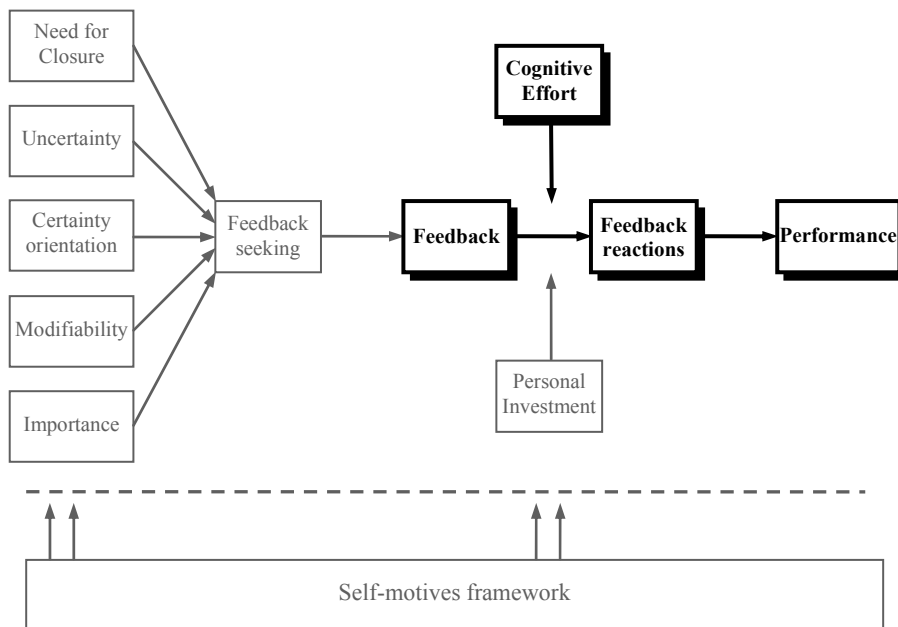 Need for
Closure
Uncertainty
Certainty
orientation
Modifiability
Importance
Feedback
seeking
Feedback
Cognitive
Effort
Personal
Investment
Feedback
reactions
Performance
Self-motives framework